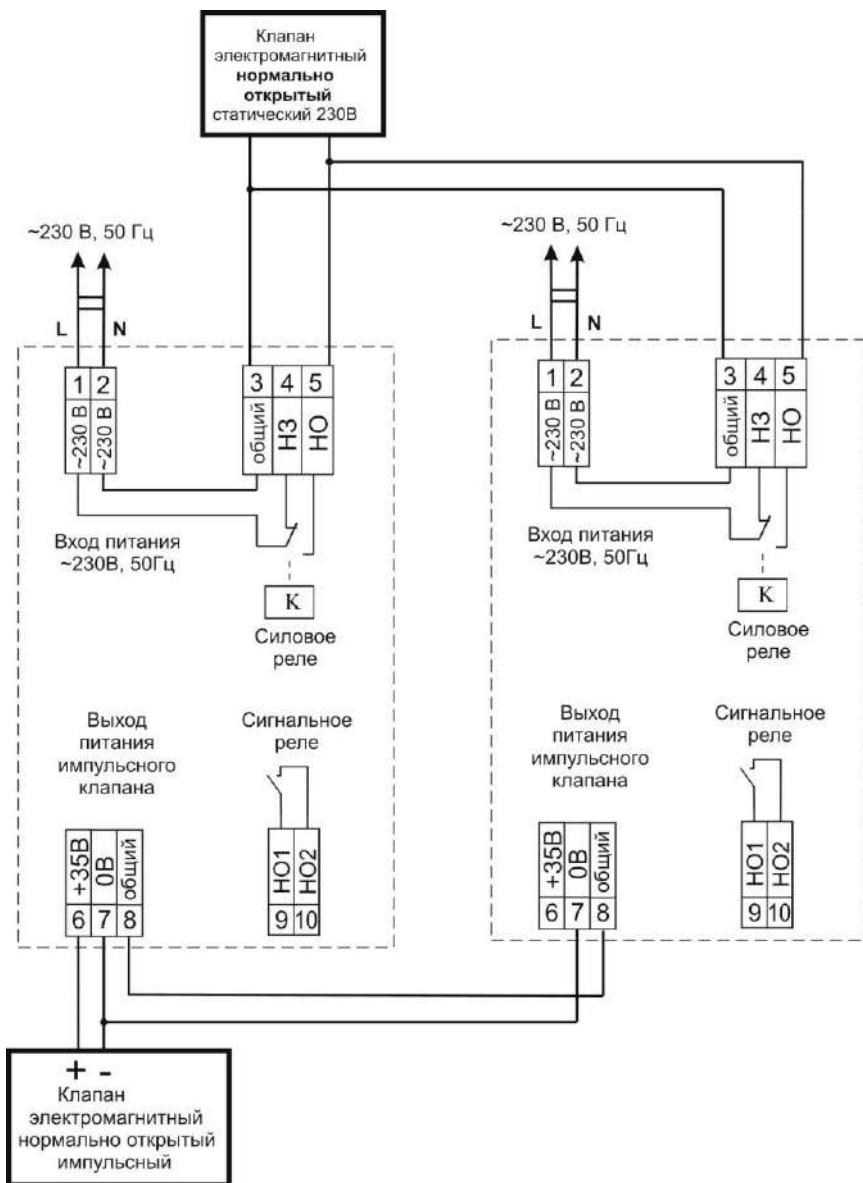 Клапан
электромагнитный
нормально
открытый
статический 230В
~230 В, 50 Гц
L N
1 2
~230 В ~230 В
3 4 5
общий НЗ НО
Вход питания
~230В, 50Гц
К
Силовое
реле
Выход
питания
импульсного
клапана
Сигнальное
реле
+35В 0В общий
6 7 8
НО1 НО2
9 10
~230 В, 50 Гц
L N
1 2
~230 В ~230 В
3 4 5
общий НЗ НО
Вход питания
~230В, 50Гц
К
Силовое
реле
Выход
питания
импульсного
клапана
Сигнальное
реле
+35В 0В общий
6 7 8
НО1 НО2
9 10
+ -
Клапан
электромагнитный
нормально открытый
импульсный